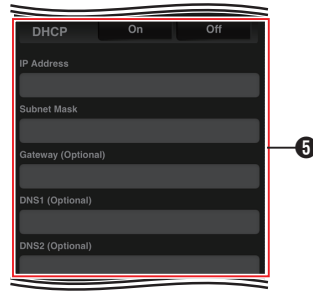 DHCP On Off
IP Address
Subnet Mask
Gateway (Optional)
5
DNS1 (Optional)
DNS2 (Optional)